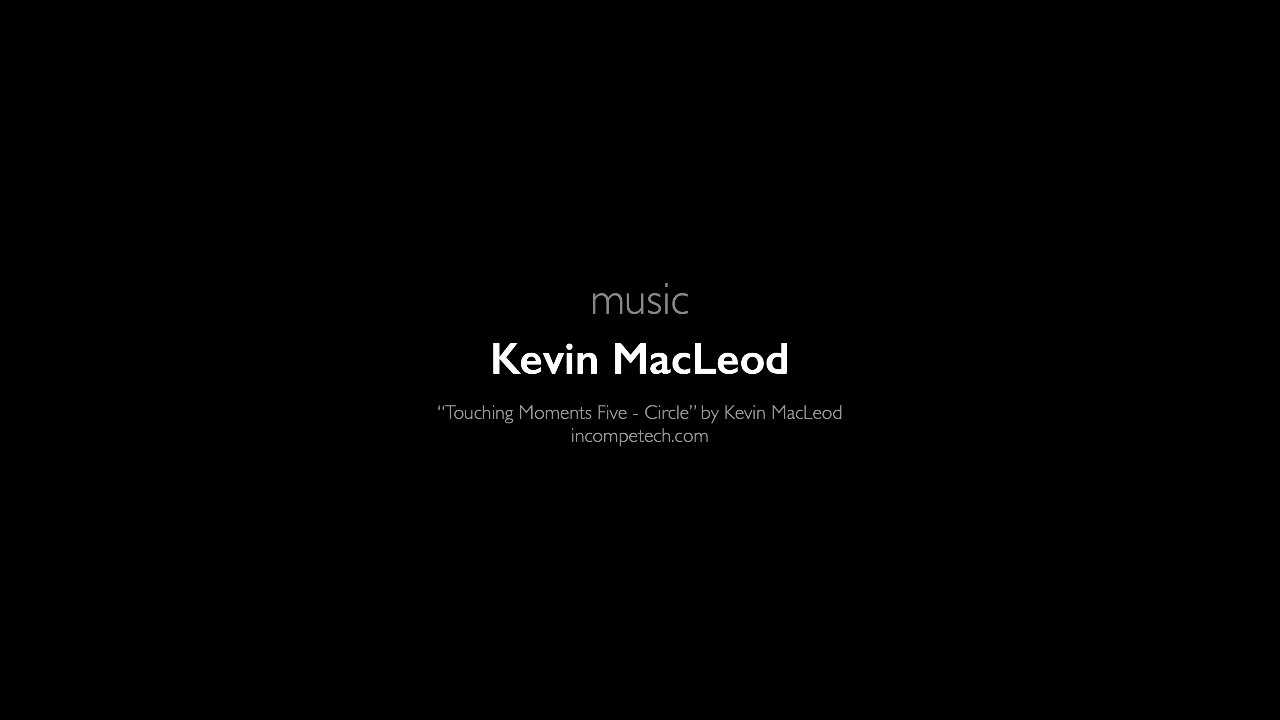 music
Kevin MacLeod
“Touching Moments Five - Circle” by Kevin MacLeod
incompetech.com